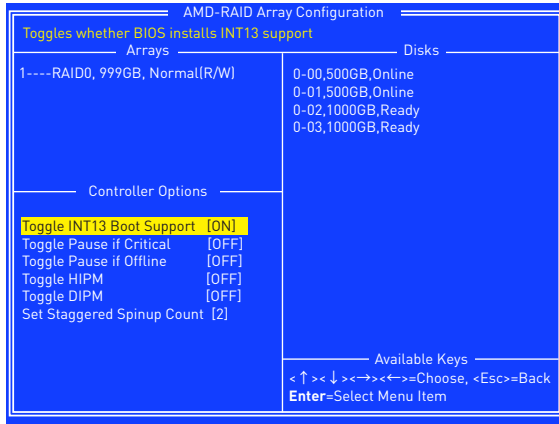 AMD-RAID Array Configuration
Toggles whether BIOS installs INT13 support
Arrays
1----RAID0, 999GB, Normal(R/W)
Disks
0-00,500GB,Online
0-01,500GB,Online
0-02,1000GB,Ready
0-03,1000GB,Ready
Controller Options
Toggle INT13 Boot Support [ON]
Toggle Pause if Critical [OFF]
Toggle Pause if Offline [OFF]
Toggle HIPM [OFF]
Toggle DIPM [OFF]
Set Staggered Spinup Count [2]
Available Keys
<↑><↓><→><←>=Choose, <Esc>=Back
Enter=Select Menu Item